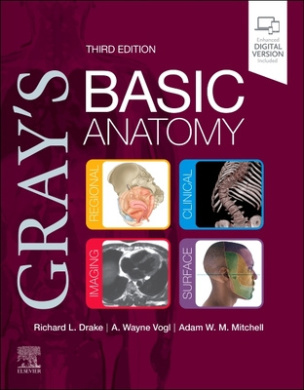 Enhanced
DIGITAL
VERSION
Included
THIRD EDITION
GRAY'S
BASIC
ANATOMY
REGIONAL
CLINICAL
IMAGING
SURFACE
Richard L. Drake / A. Wayne Vogl / Adam W. M. Mitchell
ELSEVIER